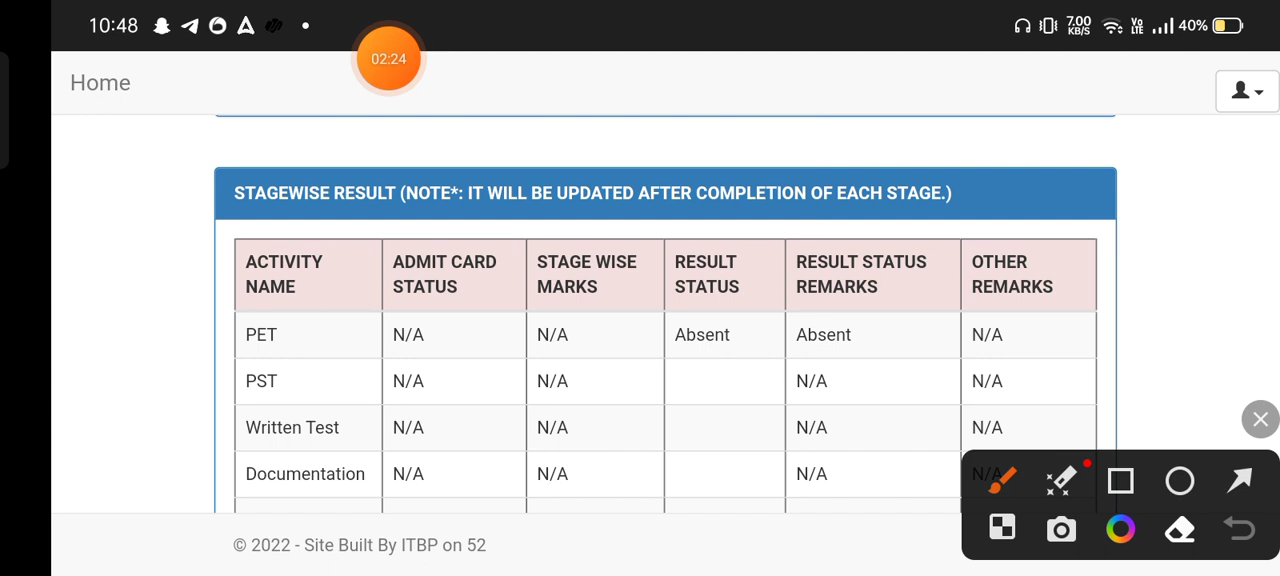 10:48
7.00 KB/S
Vo LTE
40%
02:24
Home
STAGEWISE RESULT (NOTE*: IT WILL BE UPDATED AFTER COMPLETION OF EACH STAGE.)
ACTIVITY NAME ADMIT CARD STATUS STAGE WISE MARKS RESULT STATUS RESULT STATUS REMARKS OTHER REMARKS
PET N/A N/A Absent Absent N/A
PST N/A N/A N/A N/A
Written Test N/A N/A N/A N/A
Documentation N/A N/A N/A N/A
© 2022 - Site Built By ITBP on 52